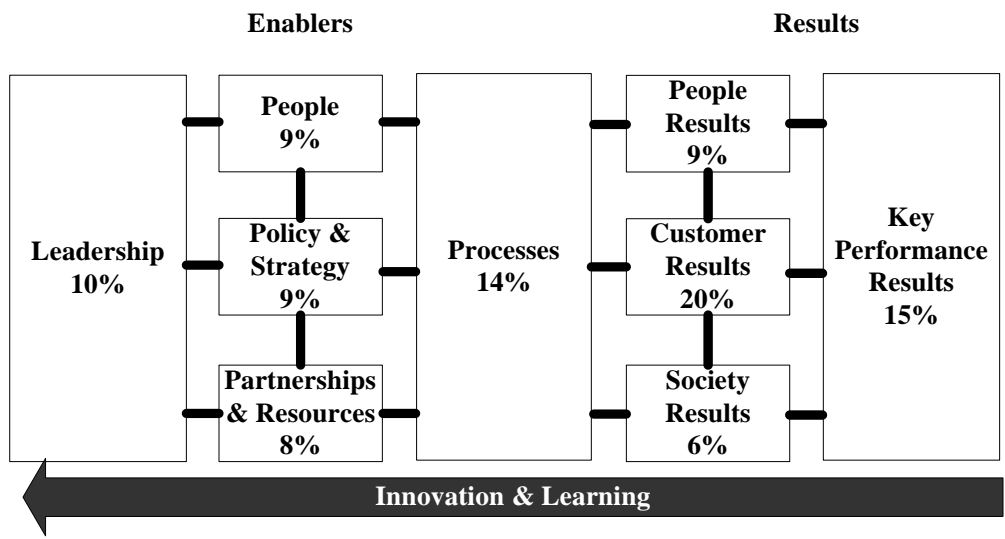 Enablers
Results
Leadership
10%
People
9%
Policy &
Strategy
9%
Partnerships
& Resources
8%
Processes
14%
People
Results
9%
Customer
Results
20%
Society
Results
6%
Key
Performance
Results
15%
Innovation & Learning